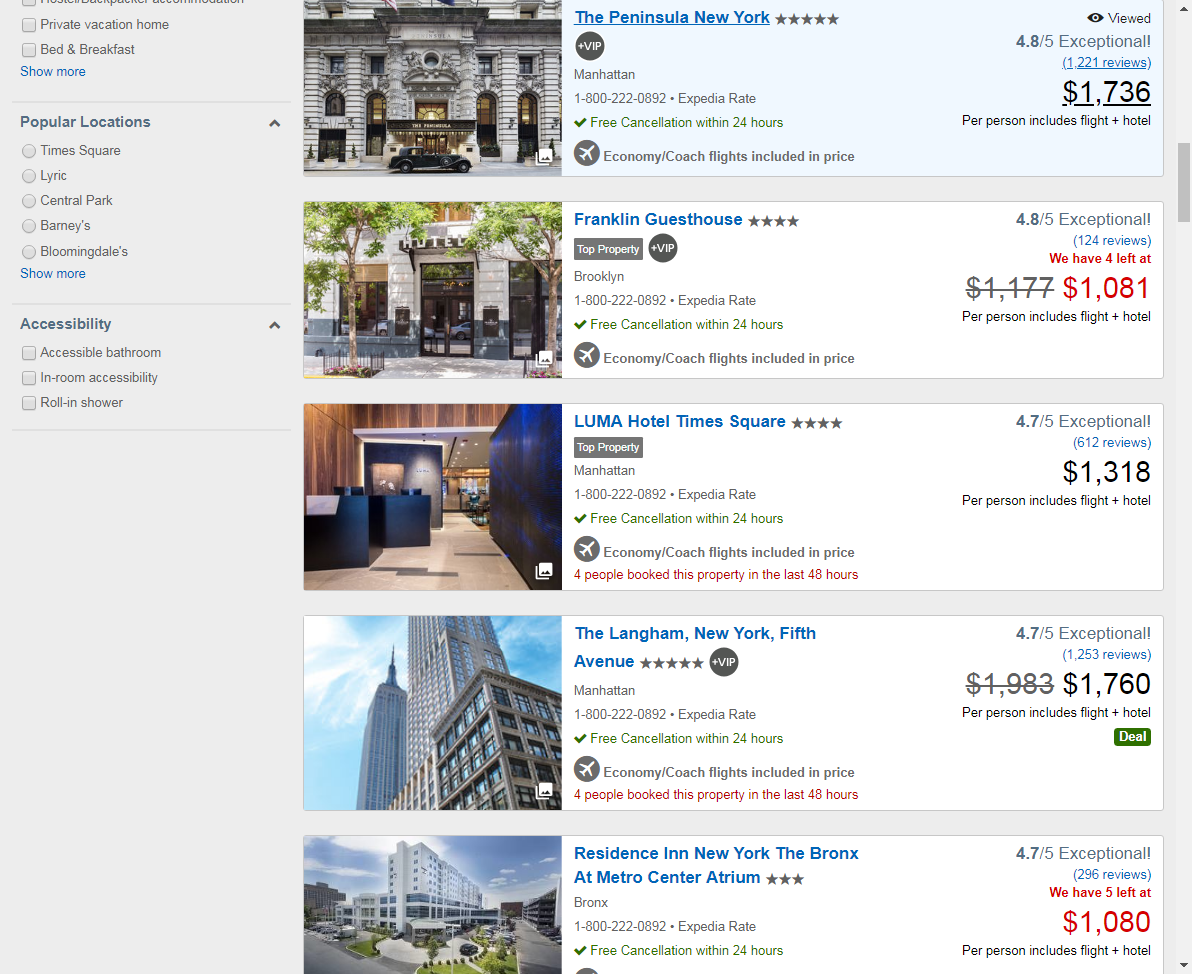 Hostel/Backpacker accommodation
Private vacation home
Bed & Breakfast
Show more
Popular Locations
Times Square
Lyric
Central Park
Barney's
Bloomingdale's
Show more
Accessibility
Accessible bathroom
In-room accessibility
Roll-in shower
The Peninsula New York
Viewed
+VIP
4.8/5 Exceptional!
(1,221 reviews)
Manhattan
$1,736
1-800-222-0892 • Expedia Rate
Free Cancellation within 24 hours
Per person includes flight + hotel
Economy/Coach flights included in price
THE PENINSULA
Franklin Guesthouse
4.8/5 Exceptional!
Top Property +VIP
(124 reviews)
We have 4 left at
Brooklyn
$1,177 $1,081
1-800-222-0892 • Expedia Rate
Per person includes flight + hotel
Free Cancellation within 24 hours
Economy/Coach flights included in price
HOTEL
LUMA Hotel Times Square
4.7/5 Exceptional!
Top Property
(612 reviews)
Manhattan
$1,318
1-800-222-0892 • Expedia Rate
Per person includes flight + hotel
Free Cancellation within 24 hours
Economy/Coach flights included in price
4 people booked this property in the last 48 hours
The Langham, New York, Fifth
Avenue +VIP
4.7/5 Exceptional!
(1,253 reviews)
Manhattan
$1,983 $1,760
1-800-222-0892 • Expedia Rate
Per person includes flight + hotel
Free Cancellation within 24 hours
Deal
Economy/Coach flights included in price
4 people booked this property in the last 48 hours
Residence Inn New York The Bronx
At Metro Center Atrium
4.7/5 Exceptional!
(296 reviews)
We have 5 left at
Bronx
$1,080
1-800-222-0892 • Expedia Rate
Free Cancellation within 24 hours
Per person includes flight + hotel